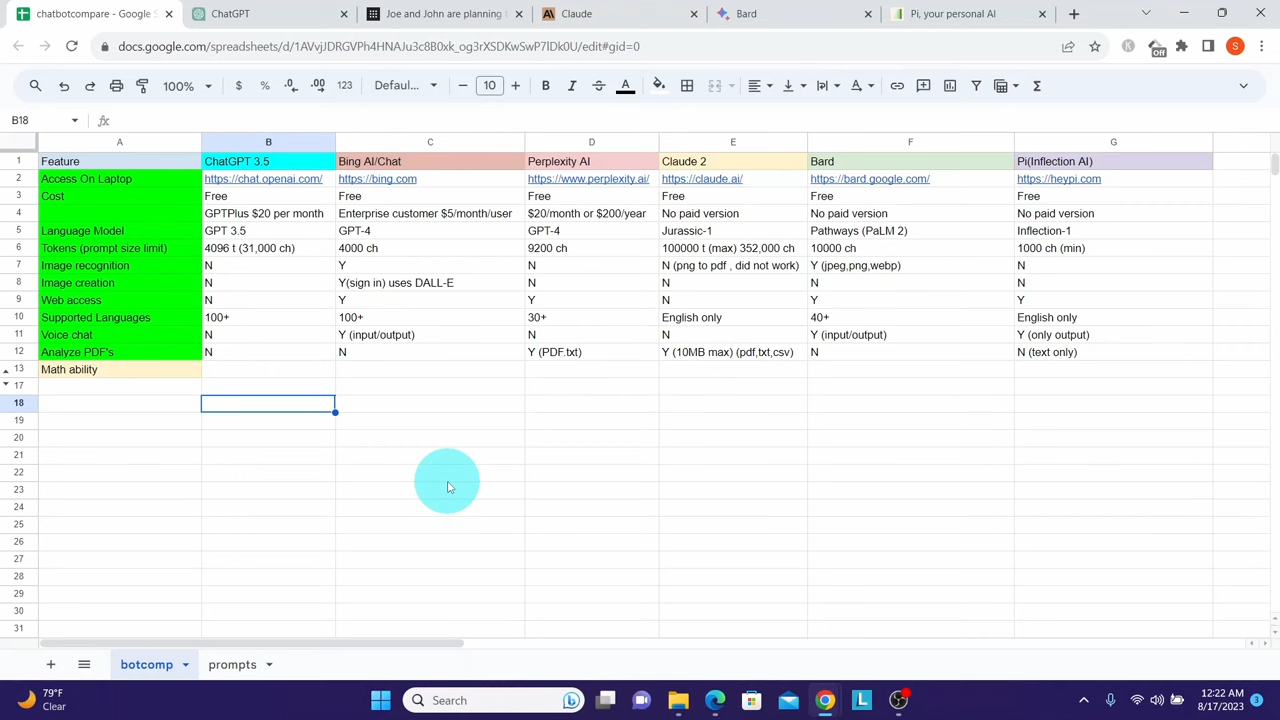 chatbotcompare - Google S
ChatGPT
Joe and John are planning t
Claude
Bard
Pi, your personal AI
docs.google.com/spreadsheets/d/1AVvjJDRGVPh4HNAJu3c8B0xk_og3rXSDKwSwP7lDk0U/edit#gid=0
K
Off
S
100%
$
%
.0
.00
123
Defaul...
10
B
I
A
B18
fx
A B C D E F G
1 Feature ChatGPT 3.5 Bing AI/Chat Perplexity AI Claude 2 Bard Pi(Inflection AI)
2 Access On Laptop https://chat.openai.com/ https://bing.com https://www.perplexity.ai/ https://claude.ai/ https://bard.google.com/ https://heypi.com
3 Cost Free Free Free Free Free Free
4 GPTPlus $20 per month Enterprise customer $5/month/user $20/month or $200/year No paid version No paid version No paid version
5 Language Model GPT 3.5 GPT-4 GPT-4 Jurassic-1 Pathways (PaLM 2) Inflection-1
6 Tokens (prompt size limit) 4096 t (31,000 ch) 4000 ch 9200 ch 100000 t (max) 352,000 ch 10000 ch 1000 ch (min)
7 Image recognition N Y N N (png to pdf , did not work) Y (jpeg,png,webp) N
8 Image creation N Y(sign in) uses DALL-E N N N N
9 Web access N Y Y N Y Y
10 Supported Languages 100+ 100+ 30+ English only 40+ English only
11 Voice chat N Y (input/output) N N Y (input/output) Y (only output)
12 Analyze PDF's N N Y (PDF.txt) Y (10MB max) (pdf,txt,csv) N N (text only)
13 Math ability
17
18
19
20
21
22
23
24
25
26
27
28
29
30
31
botcomp
prompts
79°F
Clear
Search
L
12:22 AM
8/17/2023
3